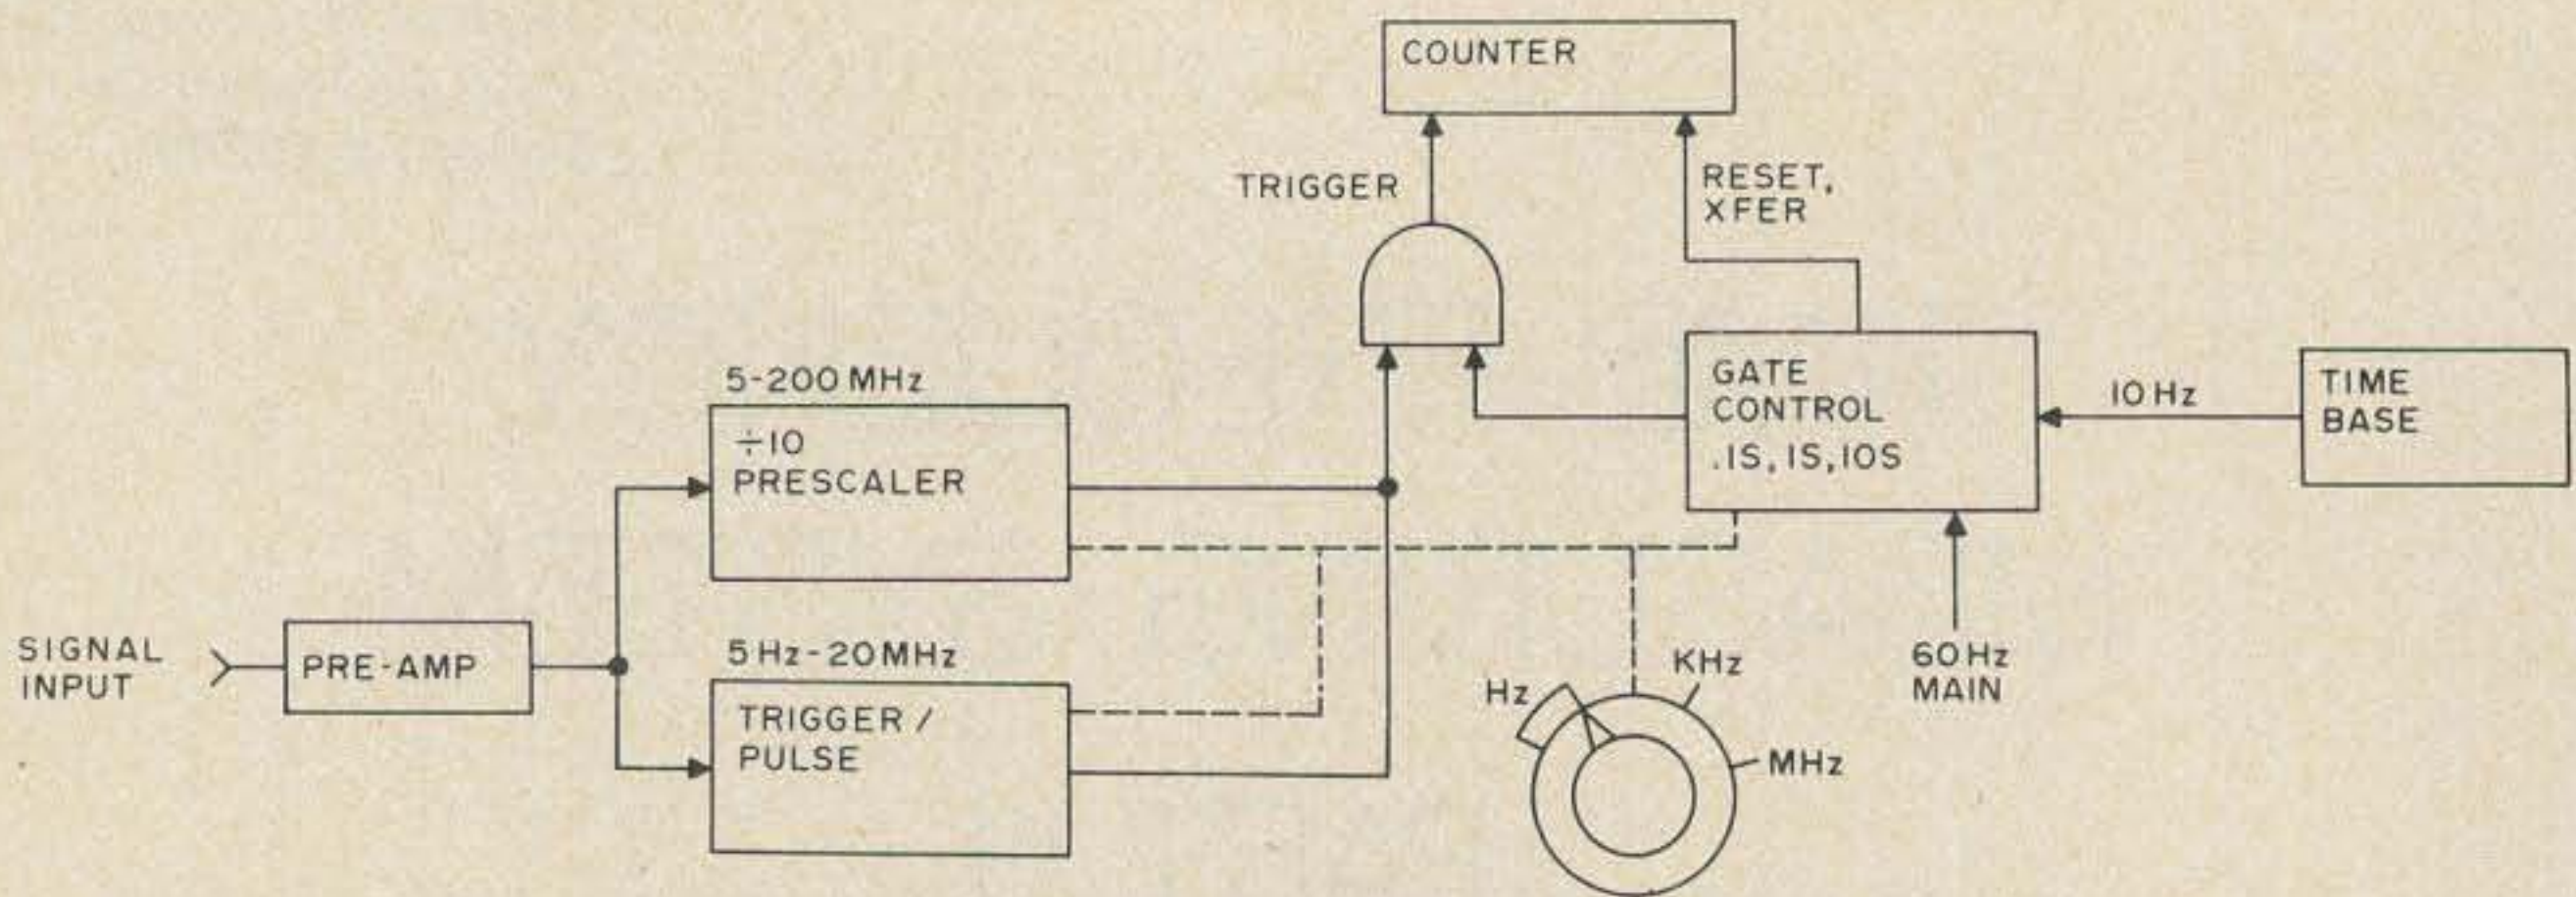 COUNTER
TRIGGER
RESET,
XFER
5-200 MHz
÷10
PRESCALER
GATE
CONTROL
.1S, 1S, 10S
10 Hz
TIME
BASE
SIGNAL
INPUT
PRE-AMP
5 Hz-20 MHz
TRIGGER /
PULSE
Hz
KHz
MHz
60 Hz
MAIN